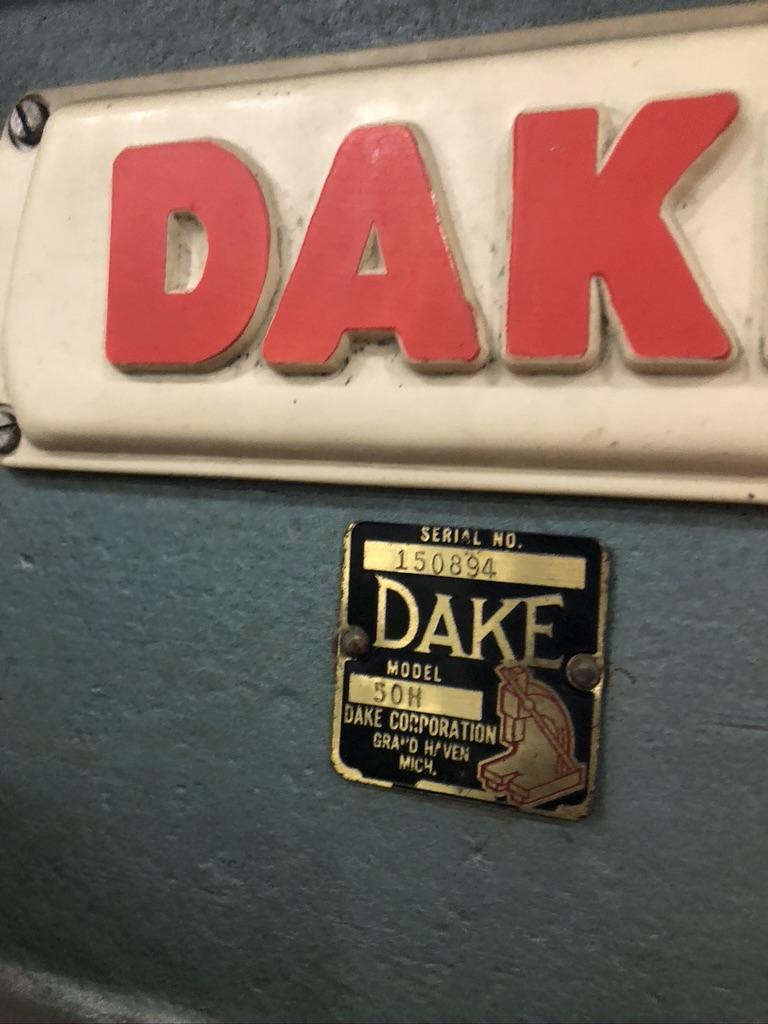 DAK
SERIAL NO.
150894
DAKE
MODEL
50H
DAKE CORPORATION
GRAND HAVEN
MICH.